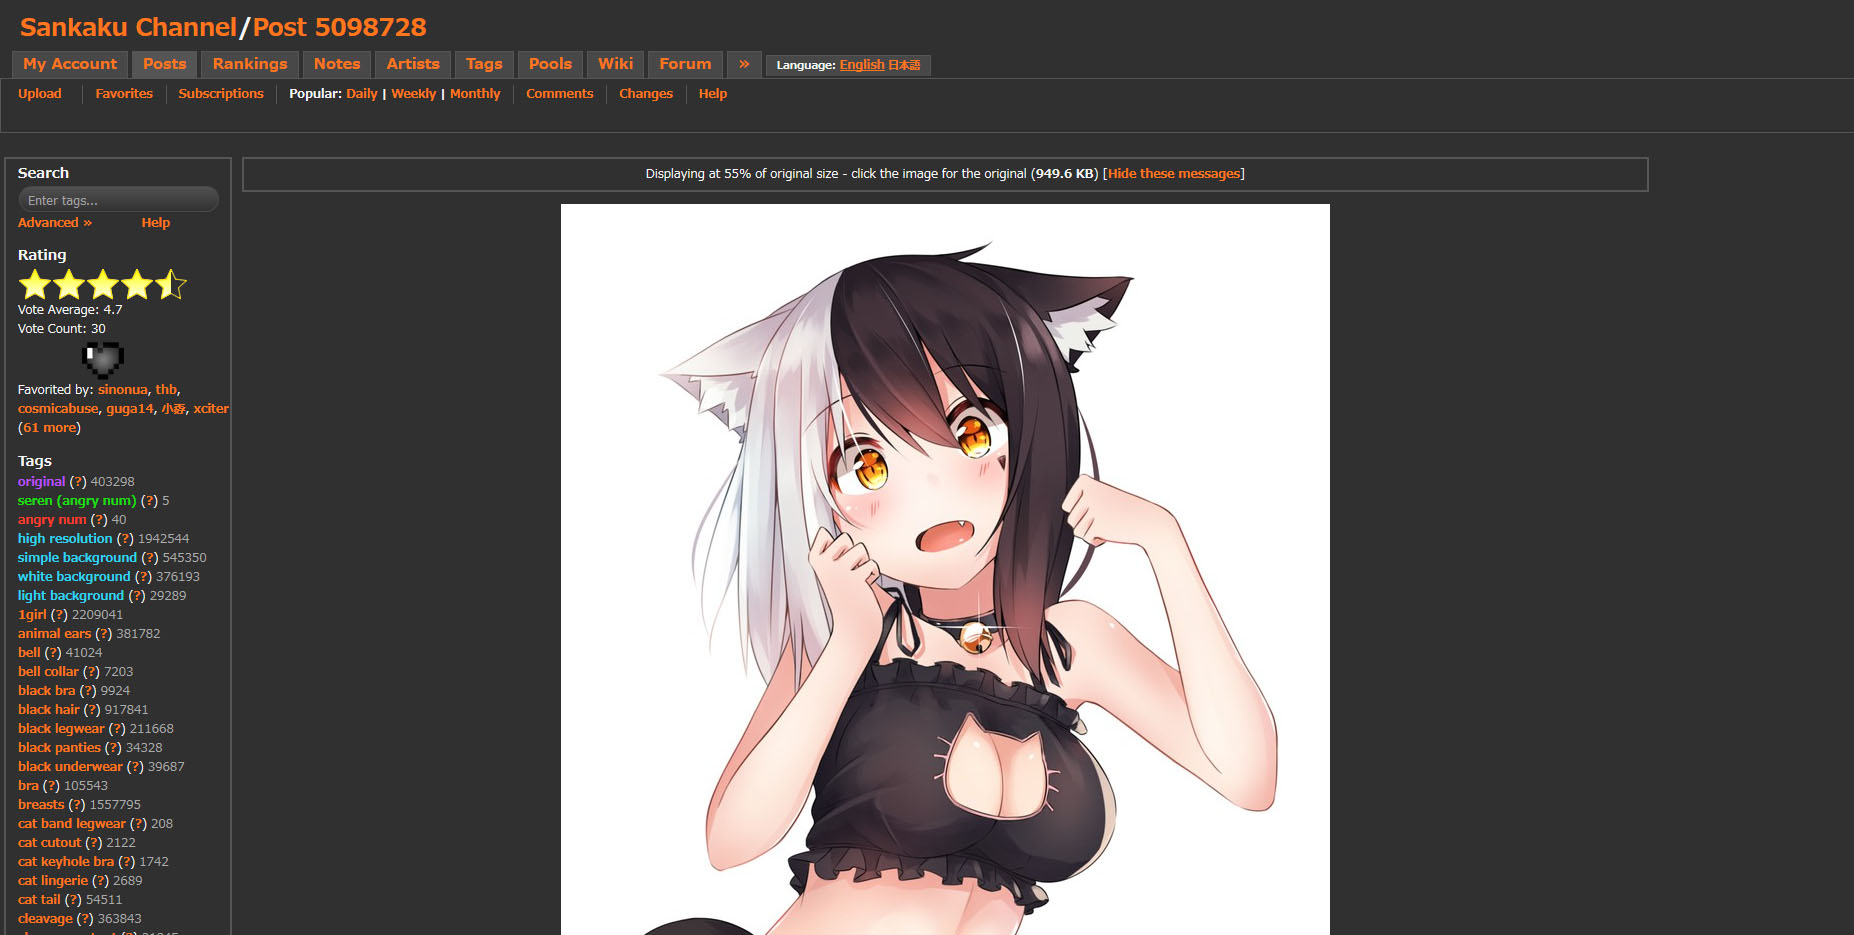 Sankaku Channel/Post 5098728
My Account Posts Rankings Notes Artists Tags Pools Wiki Forum » Language: English 日本語
Upload Favorites Subscriptions Popular: Daily | Weekly | Monthly Comments Changes Help
Displaying at 55% of original size - click the image for the original (949.6 KB) [Hide these messages]
Search
Enter tags...
Advanced » Help
Rating
Vote Average: 4.7
Vote Count: 30
Favorited by: sinonua, thb,
cosmicabuse, guga14, 小春, xciter
(61 more)
Tags
original (?) 403298
seren (angry num) (?) 5
angry num (?) 40
high resolution (?) 1942544
simple background (?) 545350
white background (?) 376193
light background (?) 29289
1girl (?) 2209041
animal ears (?) 381782
bell (?) 41024
bell collar (?) 7203
black bra (?) 9924
black hair (?) 917841
black legwear (?) 211668
black panties (?) 34328
black underwear (?) 39687
bra (?) 105543
breasts (?) 1557795
cat band legwear (?) 208
cat cutout (?) 2122
cat keyhole bra (?) 1742
cat lingerie (?) 2689
cat tail (?) 54511
cleavage (?) 363843